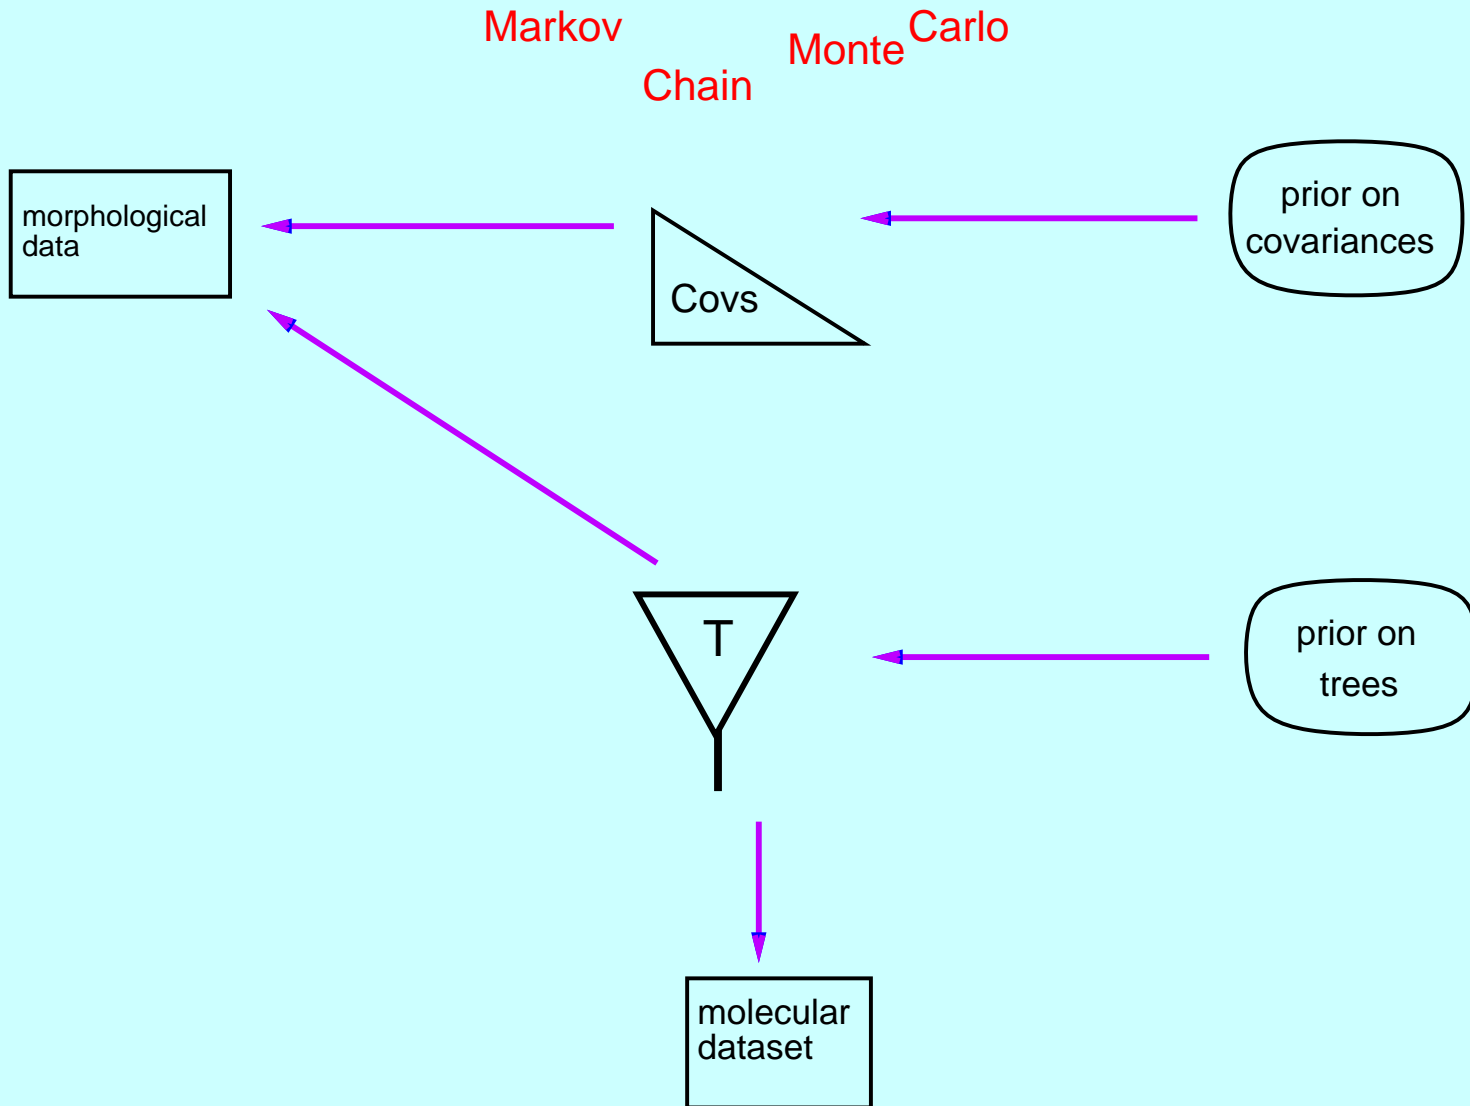 Markov
Chain
Monte
Carlo
morphological
data
Covs
prior on
covariances
T
prior on
trees
molecular
dataset